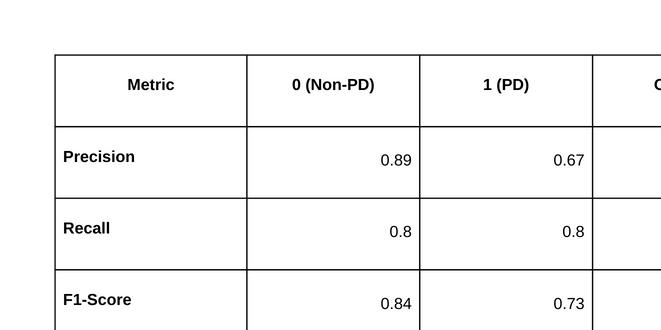 Metric 0 (Non-PD) 1 (PD)
Precision 0.89 0.67
Recall 0.8 0.8
F1-Score 0.84 0.73